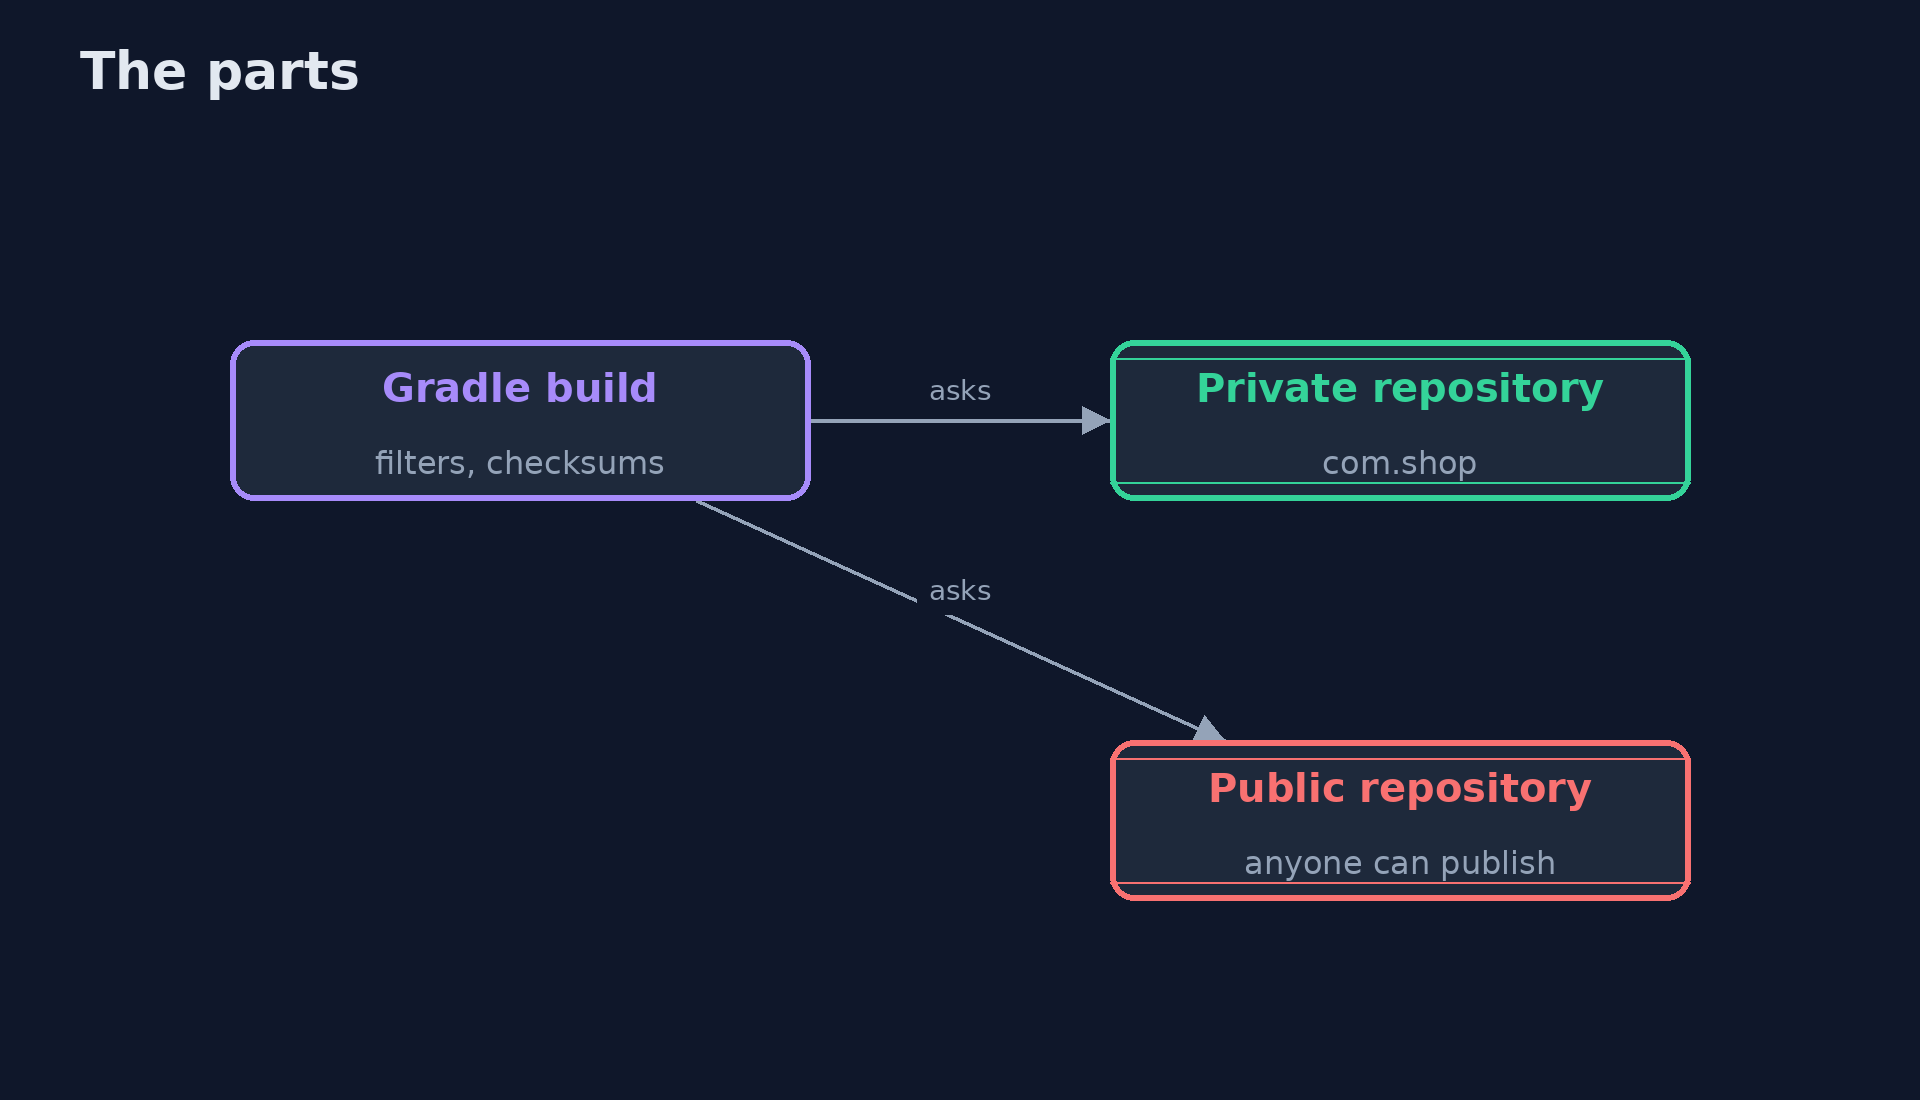 The parts
Gradle build
filters, checksums
asks
Private repository
com.shop
asks
Public repository
anyone can publish